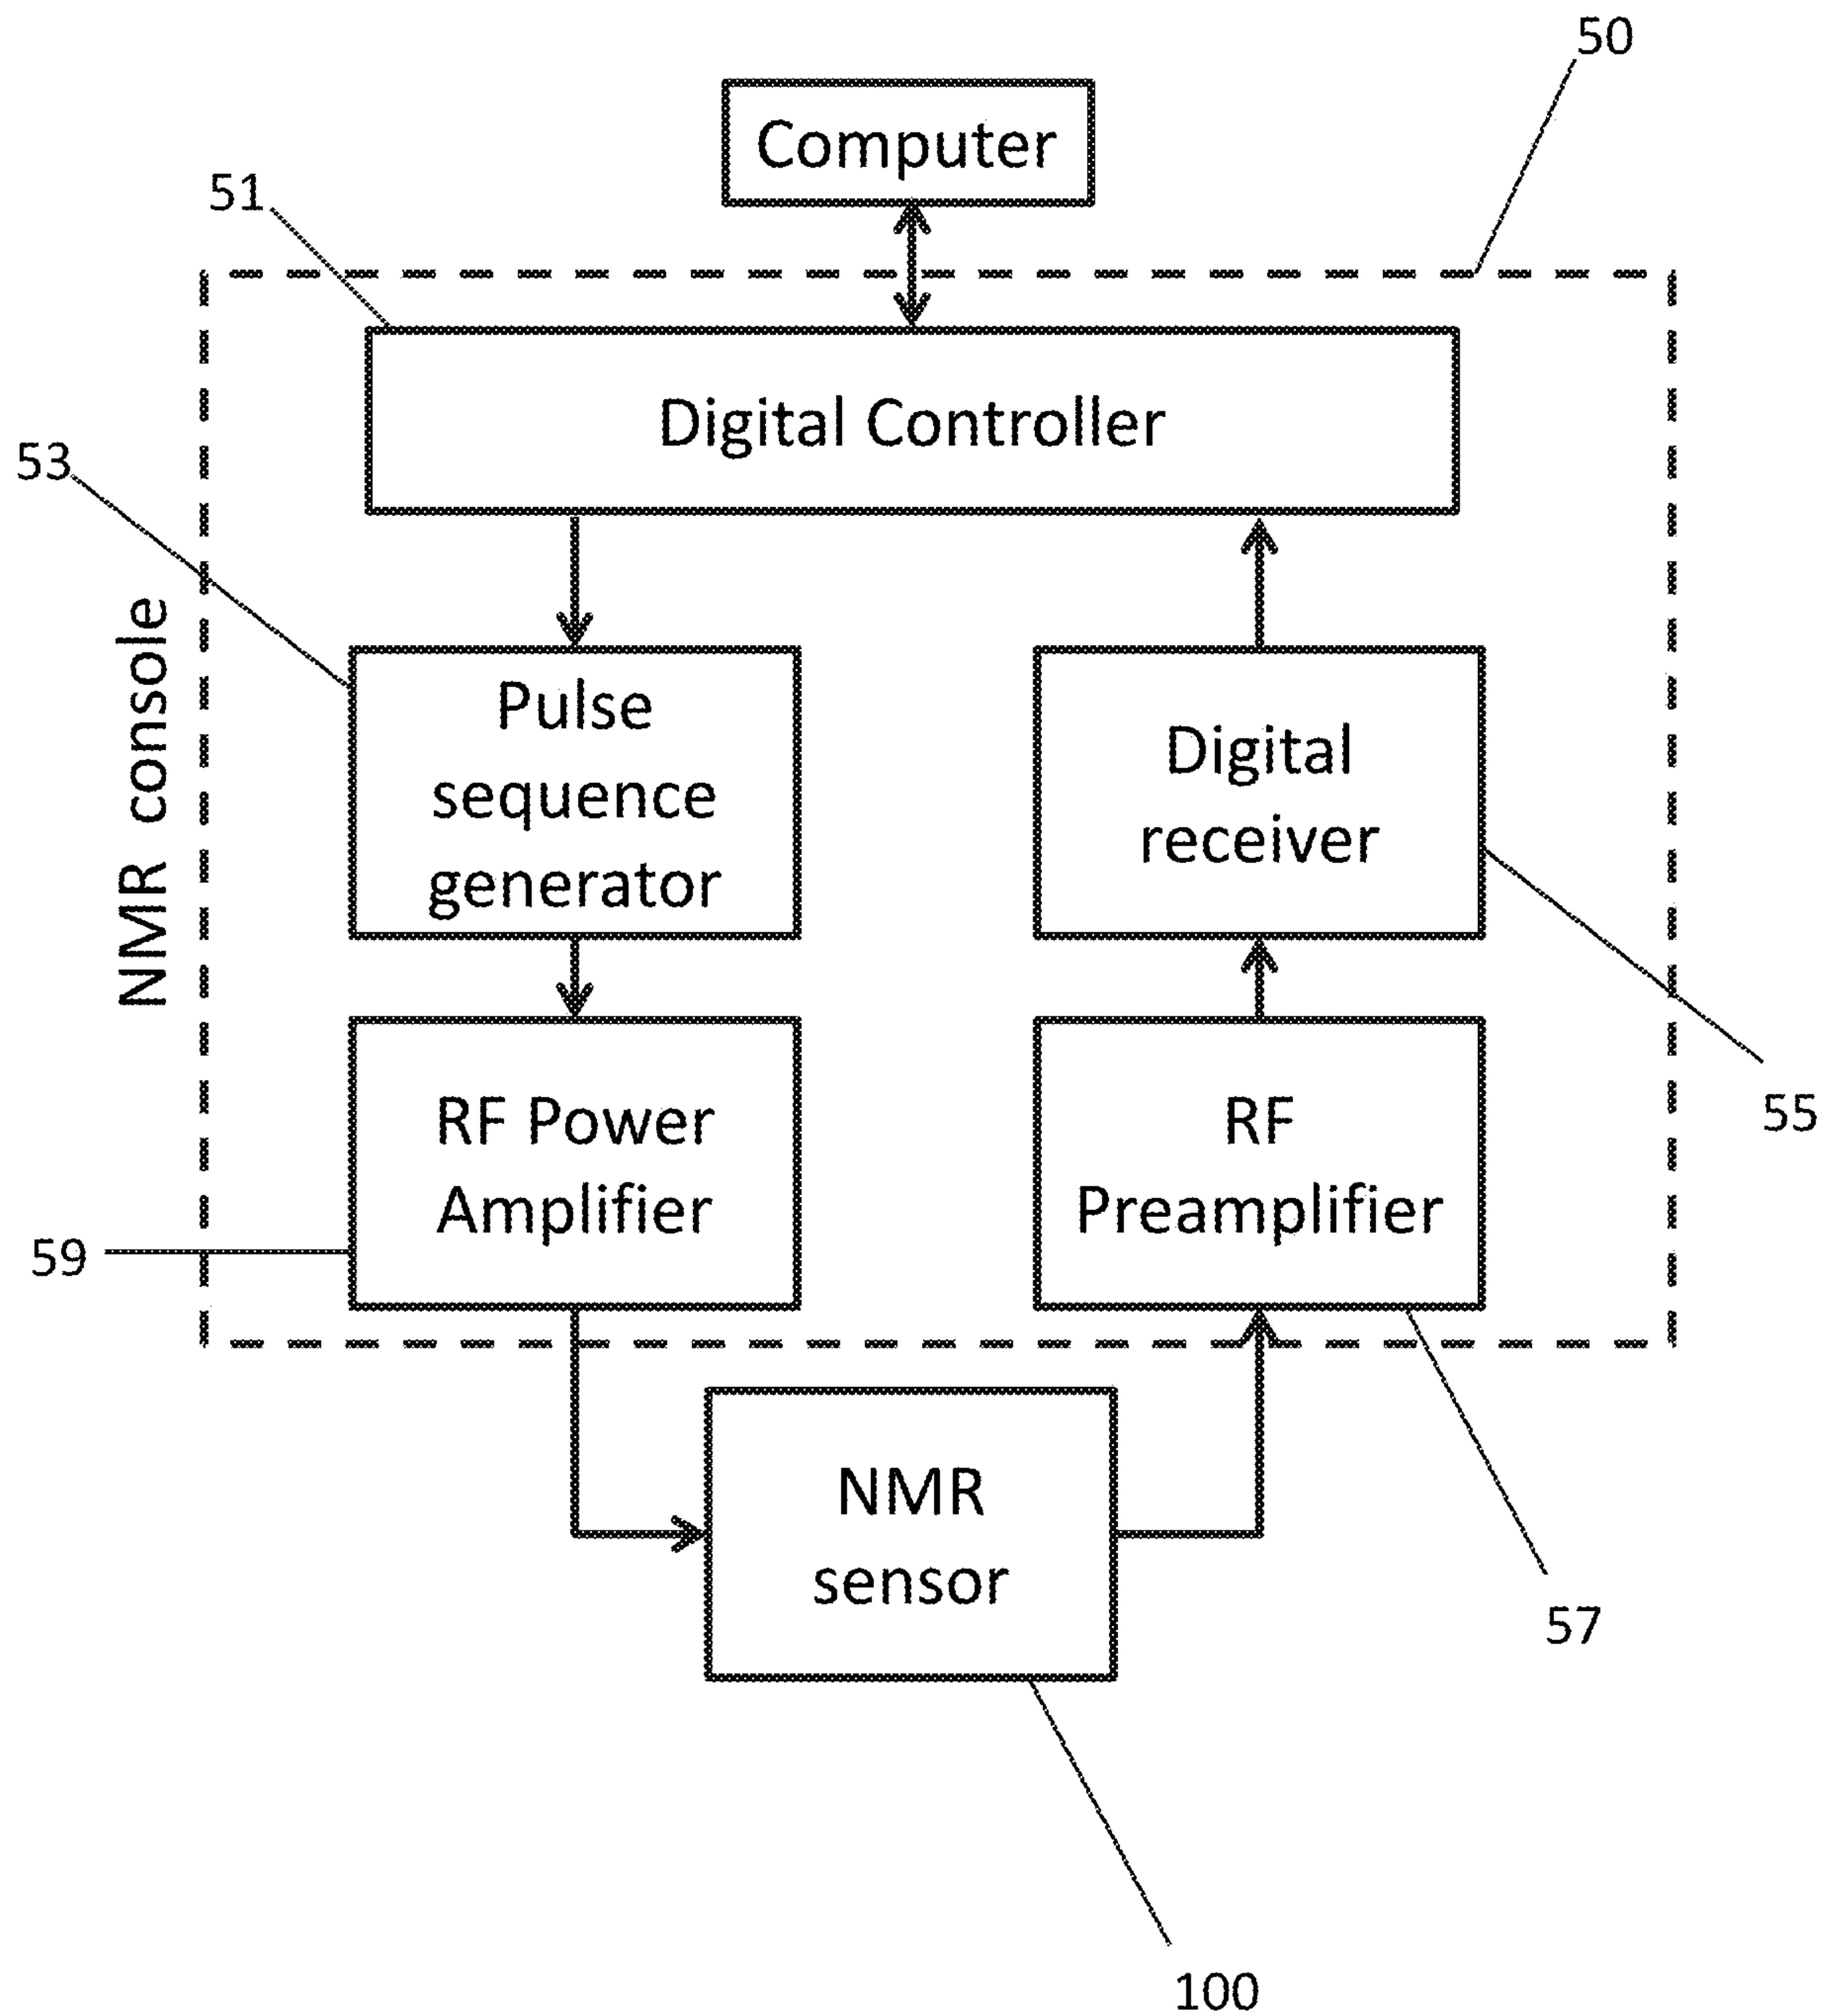 50
Computer
51
Digital Controller
53
NMR console
Pulse
sequence
generator
Digital
receiver
RF Power
Amplifier
RF
Preamplifier
55
59
NMR
sensor
57
100